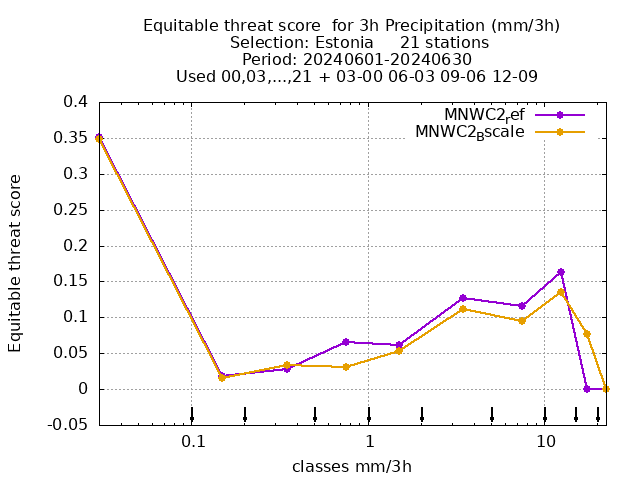 Equitable threat score  for 3h Precipitation (mm/3h)
Selection: Estonia     21 stations
Period: 20240601-20240630
Used 00,03,...,21 + 03-00 06-03 09-06 12-09
MNWC2_ref
MNWC2_Bscale
0.4
0.35
0.3
0.25
0.2
0.15
0.1
0.05
0
-0.05
Equitable threat score
0.1 1 10
classes mm/3h